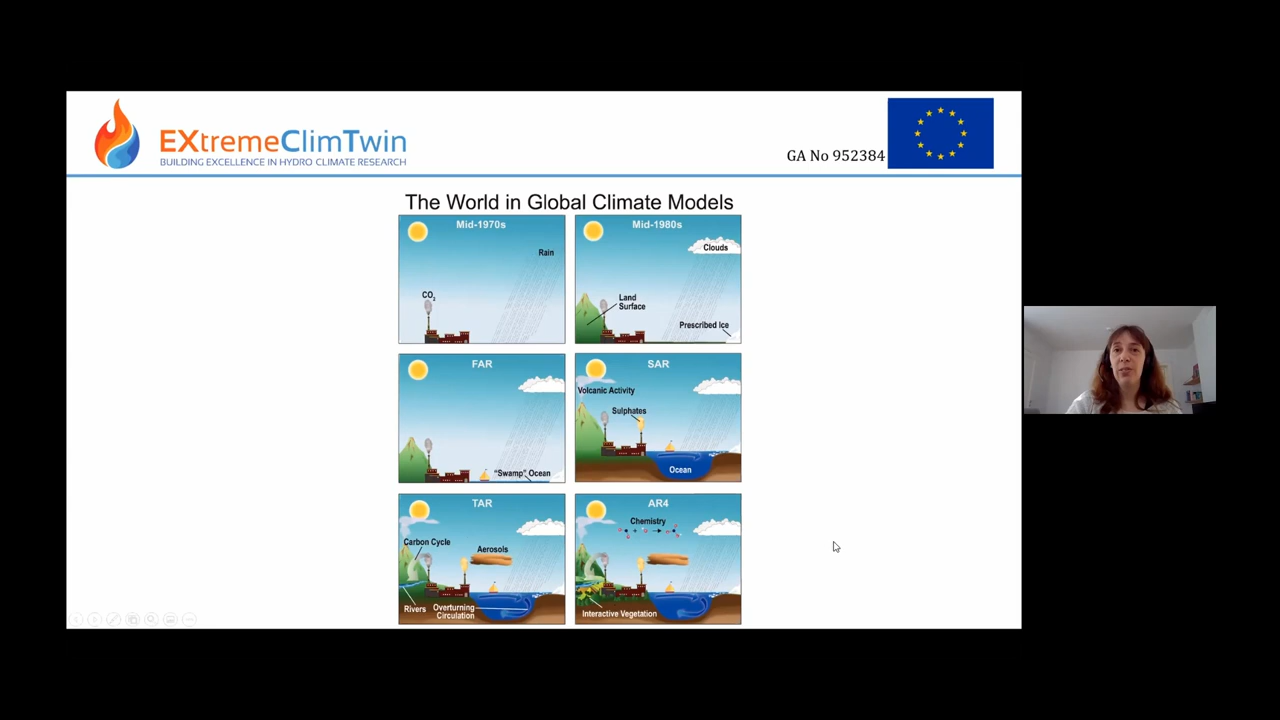 EXtremeClimTwin
BUILDING EXCELLENCE IN HYDRO CLIMATE RESEARCH
GA No 952384
The World in Global Climate Models
Mid-1970s
Rain
CO₂
Mid-1980s
Clouds
Land
Surface
Prescribed Ice
FAR
"Swamp" Ocean
SAR
Volcanic Activity
Sulphates
Ocean
TAR
Carbon Cycle
Aerosols
Rivers
Overturning
Circulation
AR4
Chemistry
Interactive Vegetation